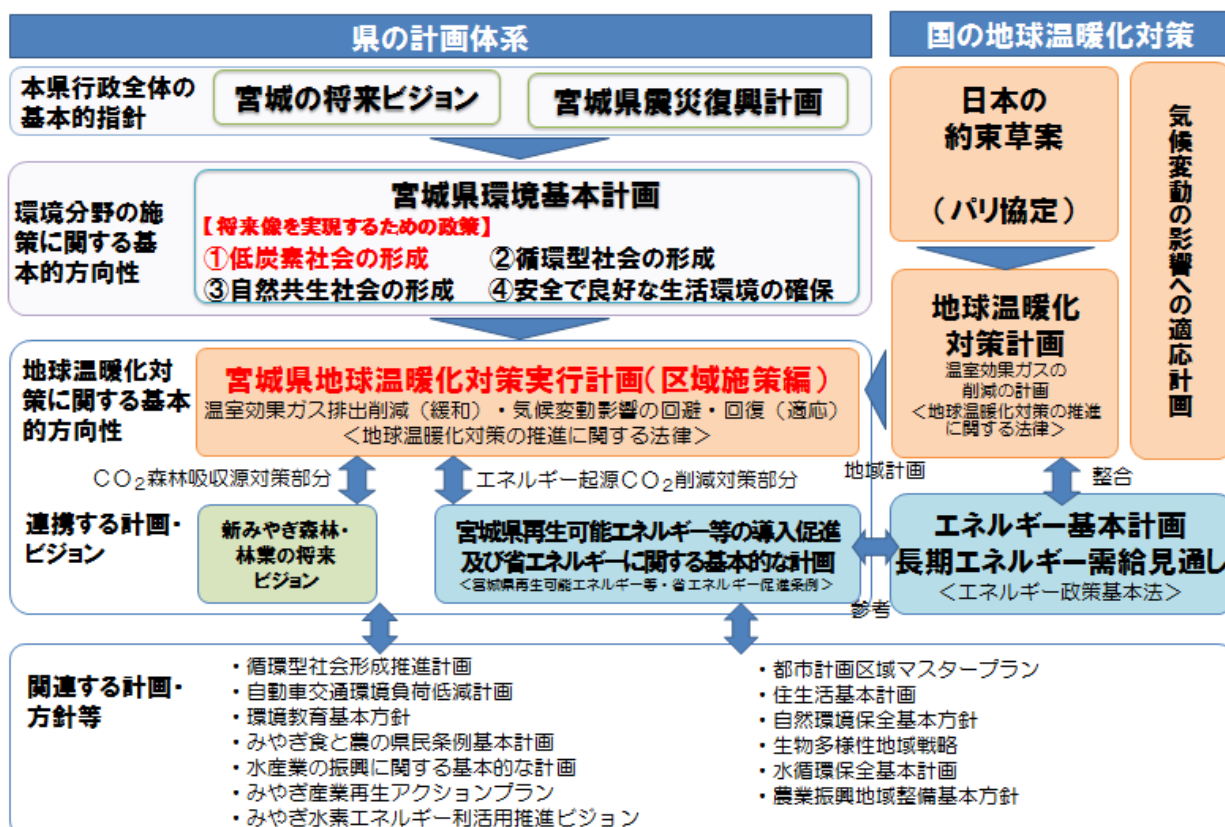 県の計画体系
国の地球温暖化対策
本県行政全体の
基本的指針
宮城の将来ビジョン
宮城県震災復興計画
環境分野の施
策に関する基
本的方向性
宮城県環境基本計画
【将来像を実現するための政策】
①低炭素社会の形成 ②循環型社会の形成
③自然共生社会の形成 ④安全で良好な生活環境の確保
地球温暖化対
策に関する基本
的方向性
宮城県地球温暖化対策実行計画(区域施策編)
温室効果ガス排出削減(緩和)・気候変動影響の回避・回復(適応)
<地球温暖化対策の推進に関する法律>
CO₂森林吸収源対策部分
エネルギー起源CO₂削減対策部分
連携する計画・
ビジョン
新みやぎ森林・
林業の将来
ビジョン
宮城県再生可能エネルギー等の導入促進
及び省エネルギーに関する基本的な計画
<宮城県再生可能エネルギー等・省エネルギー促進条例>
関連する計画・
方針等
・循環型社会形成推進計画
・自動車交通環境負荷低減計画
・環境教育基本方針
・みやぎ食と農の県民条例基本計画
・水産業の振興に関する基本的な計画
・みやぎ産業再生アクションプラン
・みやぎ水素エネルギー利活用推進ビジョン
・都市計画区域マスタープラン
・住生活基本計画
・自然環境保全基本方針
・生物多様性地域戦略
・水循環保全基本計画
・農業振興地域整備基本方針
日本の
約束草案
(パリ協定)
気候変動の影響への適応計画
地球温暖化
対策計画
温室効果ガスの
削減の計画
<地球温暖化対策の推進
に関する法律>
地域計画
整合
エネルギー基本計画
長期エネルギー需給見通し
<エネルギー政策基本法>
参考